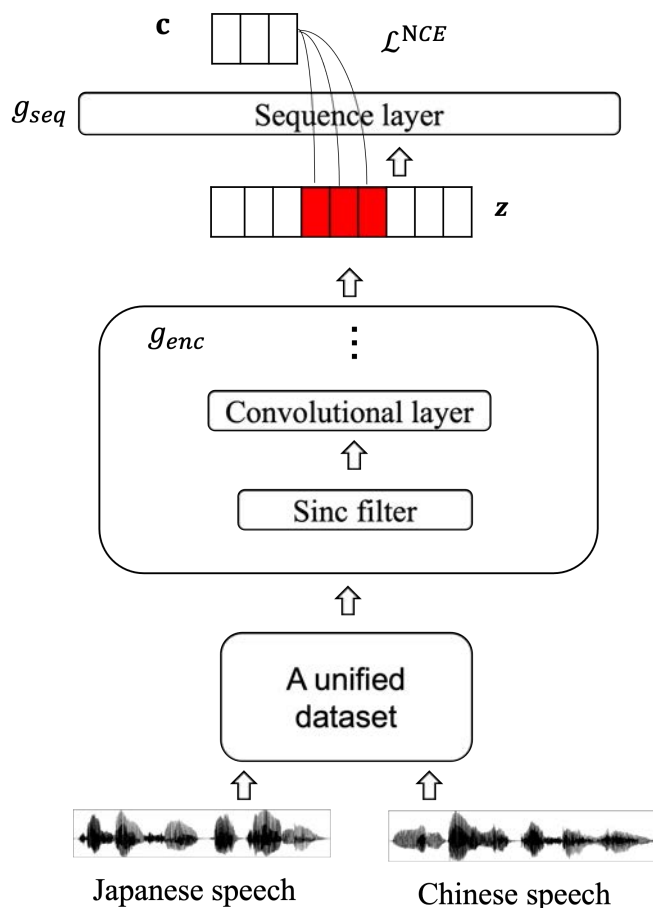 c
ℒ^NCE
g_seq
Sequence layer
z
g_enc
⋮
Convolutional layer
Sinc filter
A unified
dataset
Japanese speech
Chinese speech